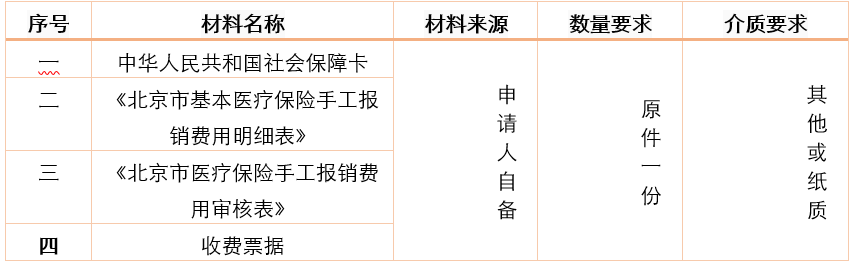 序号 材料名称 材料来源 数量要求 介质要求
一 中华人民共和国社会保障卡
二 《北京市基本医疗保险手工报
销费用明细表》
三 《北京市医疗保险手工报销费
用审核表》
四 收费票据
申请人自备
原件一份
其他或纸质